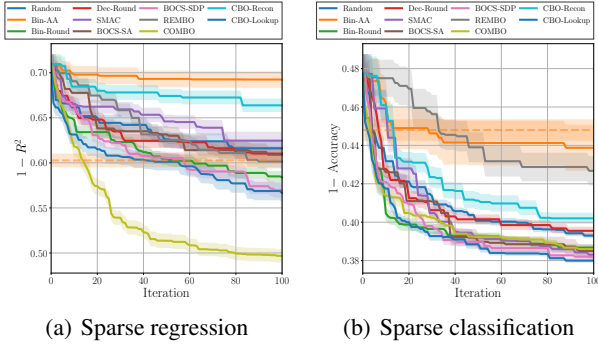 Random Dec-Round BOCS-SDP CBO-Recon
Bin-AA SMAC REMBO CBO-Lookup
Bin-Round BOCS-SA COMBO
0.70
0.65
0.60
0.55
0.50
1 − R²
0 20 40 60 80 100
Iteration
(a) Sparse regression
Random Dec-Round BOCS-SDP CBO-Recon
Bin-AA SMAC REMBO CBO-Lookup
Bin-Round BOCS-SA COMBO
0.48
0.46
0.44
0.42
0.40
0.38
1− Accuracy
0 20 40 60 80 100
Iteration
(b) Sparse classification